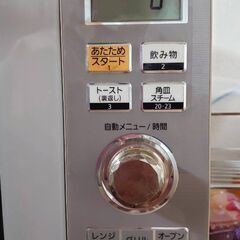 0
あたため
スタート
1
飲み物
2
トースト
(裏返し)
3
角皿
スチーム
20-23
自動メニュー/時間
レンジ
オーブン